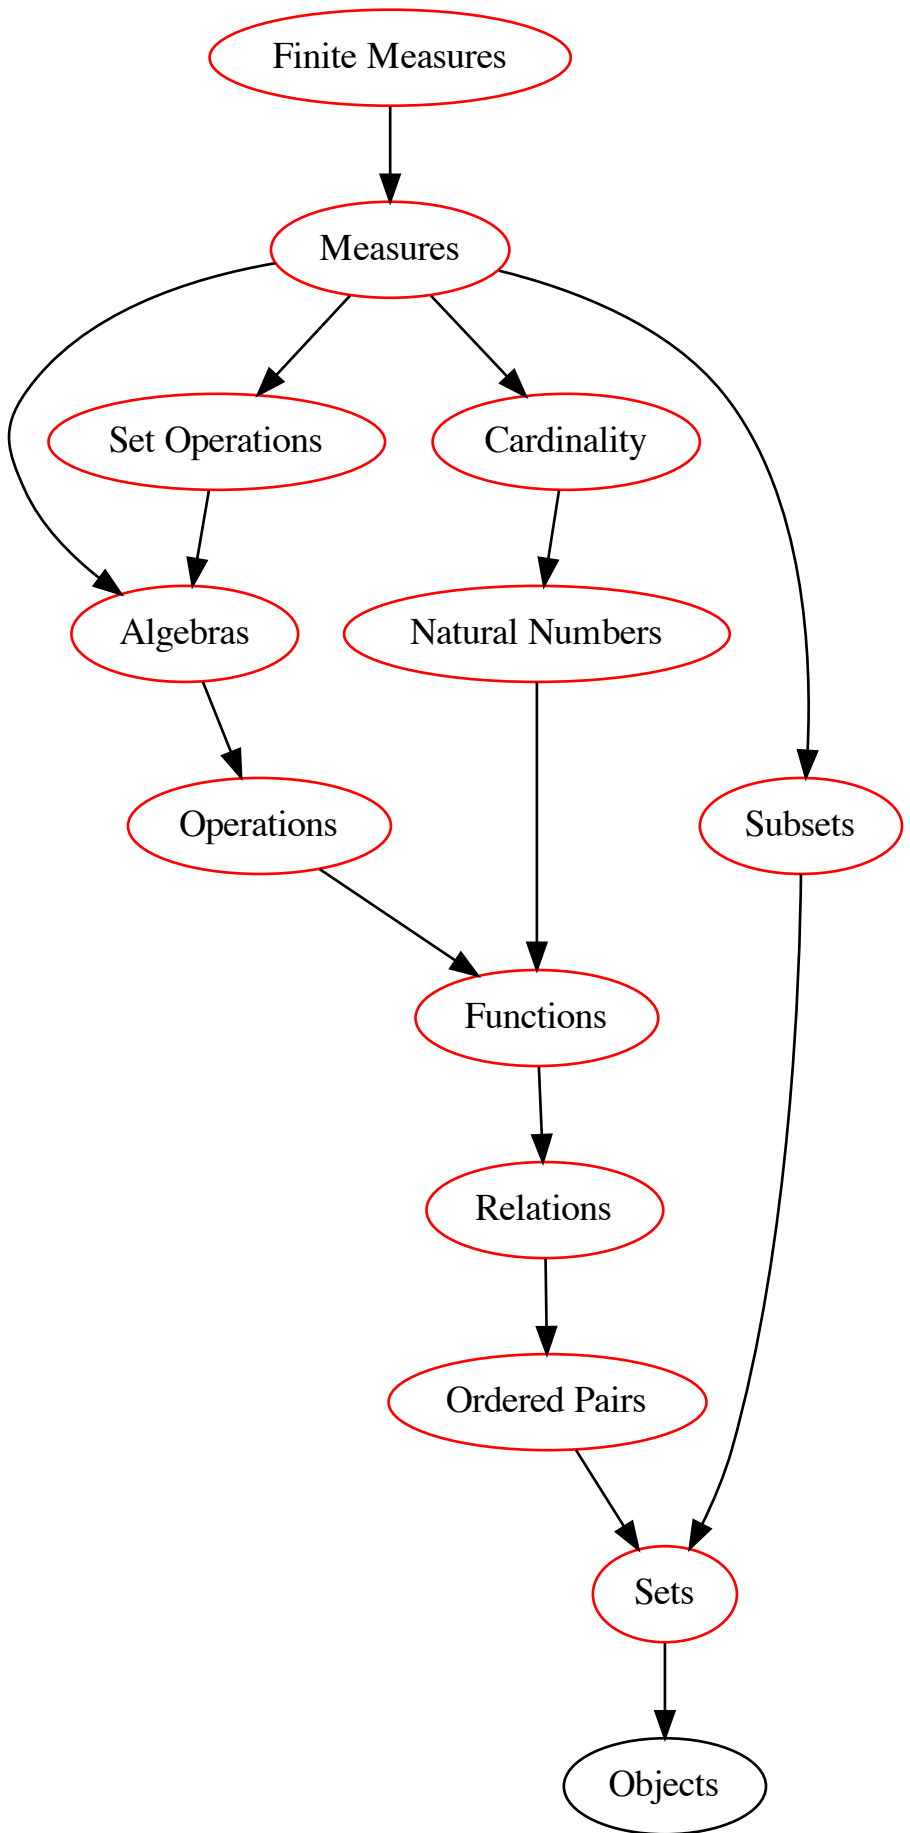 Finite Measures
Measures
Set Operations
Cardinality
Algebras
Natural Numbers
Operations
Subsets
Functions
Relations
Ordered Pairs
Sets
Objects